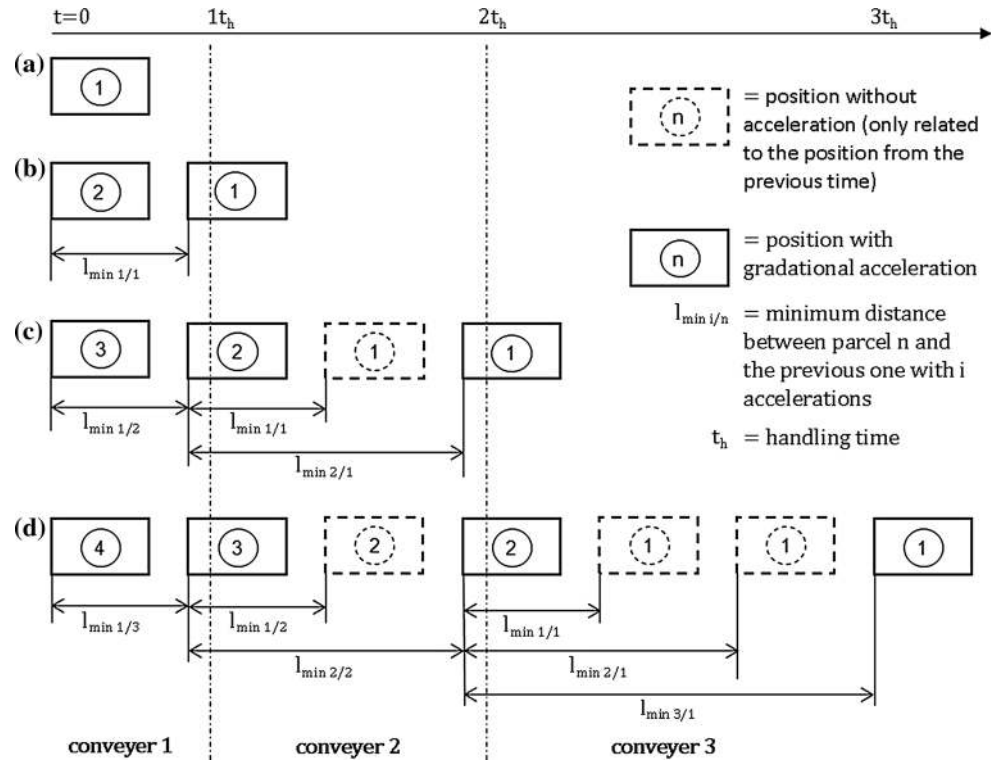 t=0 1tₕ 2tₕ 3tₕ
(a)
1
n
= position without
acceleration (only related
to the position from the
previous time)
(b)
2 1
l_min 1/1
n
= position with
gradational acceleration
l_min i/n = minimum distance
between parcel n and
the previous one with i
accelerations
tₕ = handling time
(c)
3 2 1 1
l_min 1/2 l_min 1/1
l_min 2/1
(d)
4 3 2 2 1 1 1
l_min 1/3 l_min 1/2 l_min 1/1
l_min 2/2 l_min 2/1
l_min 3/1
conveyer 1 conveyer 2 conveyer 3